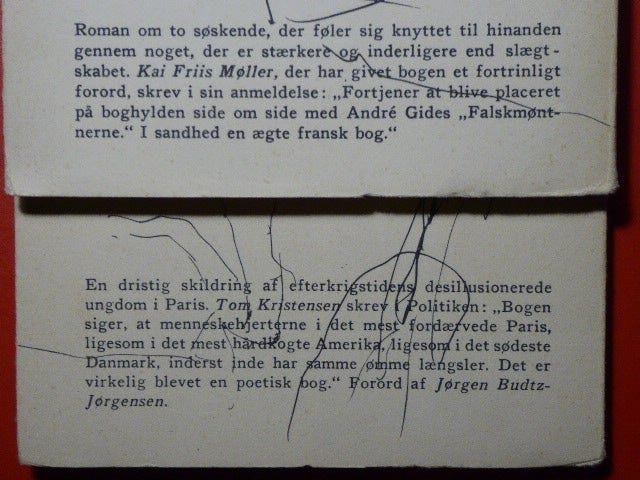 Roman om to søskende, der føler sig knyttet til hinanden
gennem noget, der er stærkere og inderligere end slægt-
skabet. Kai Friis Møller, der har givet bogen et fortrinligt
forord, skrev i sin anmeldelse: „Fortjener at blive placeret
på boghylden side om side med André Gides „Falskmønt-
nerne.“ I sandhed en ægte fransk bog.“
En dristig skildring af efterkrigstidens desillusionerede
ungdom i Paris. Tom Kristensen skrev i Politiken: „Bogen
siger, at menneskehjerterne i det mest fordærvede Paris,
ligesom i det mest hårdkogte Amerika, ligesom i det sødeste
Danmark, inderst inde har samme ømme længsler. Det er
virkelig blevet en poetisk bog.“ Forord af Jørgen Budtz-
Jørgensen.